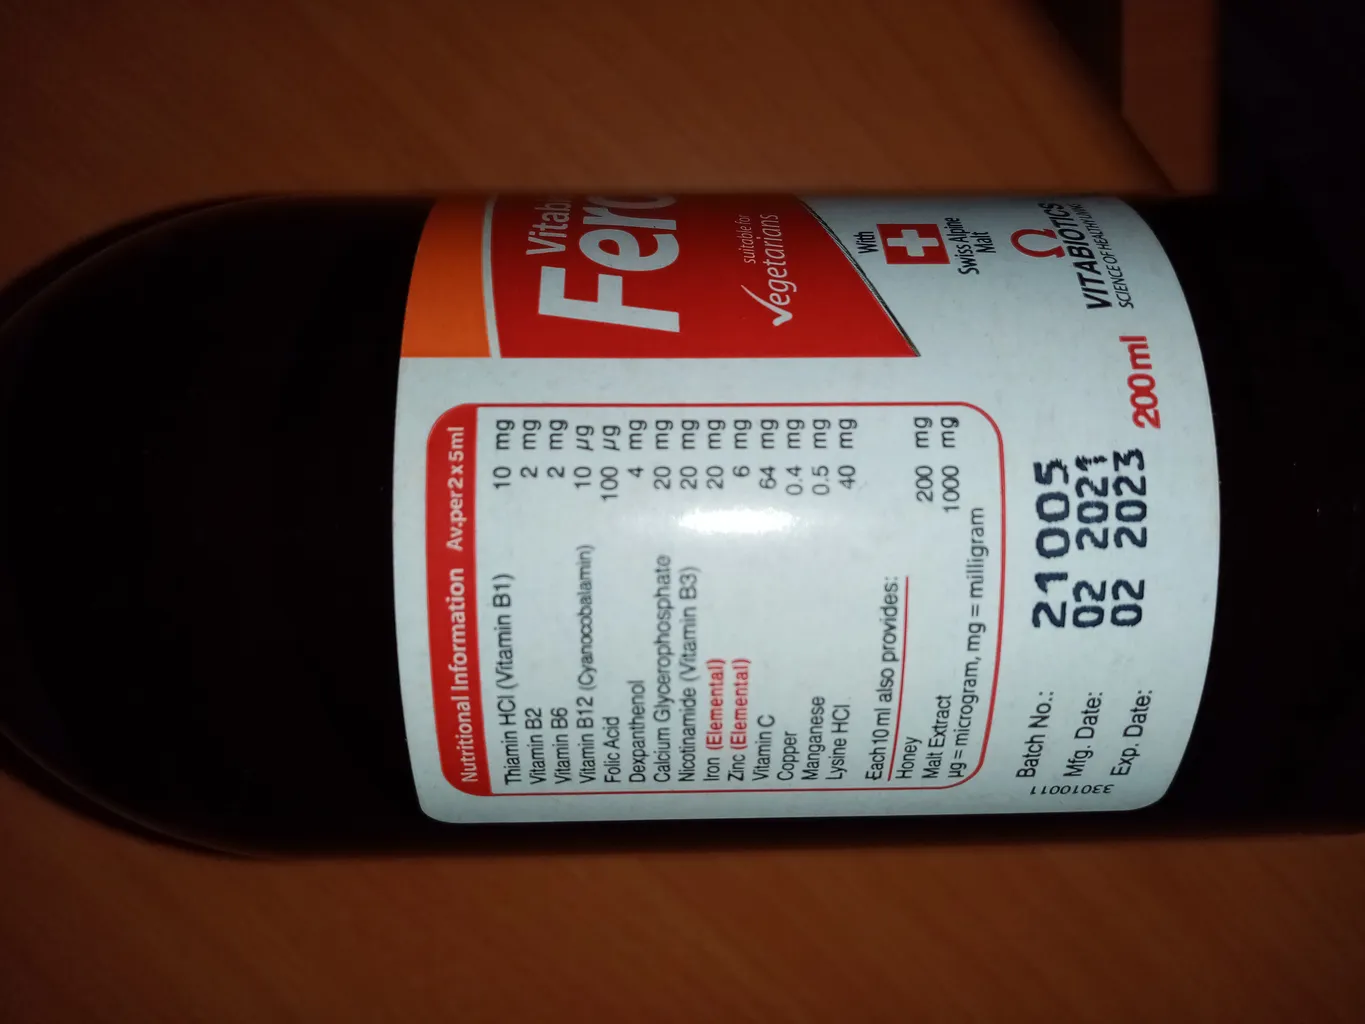 Nutritional Information Av.per 2 x 5ml
Thiamin HCl (Vitamin B1) 10 mg
Vitamin B2 2 mg
Vitamin B6 2 mg
Vitamin B12 (Cyanocobalamin) 10 µg
Folic Acid 100 µg
Dexpanthenol 4 mg
Calcium Glycerophosphate 20 mg
Nicotinamide (Vitamin B3) 20 mg
Iron (Elemental) 20 mg
Zinc (Elemental) 6 mg
Vitamin C 64 mg
Copper 0.4 mg
Manganese 0.5 mg
Lysine HCl 40 mg
Each 10 ml also provides:
Honey 200 mg
Malt Extract 1000 mg
µg = microgram, mg = milligram
Batch No.: 21005
Mfg. Date: 02 2021
Exp. Date: 02 2023
33010011
200ml
suitable for
Vegetarians
With
Swiss Alpine
Malt
VITABIOTICS
SCIENCE OF HEALTHY LIVING